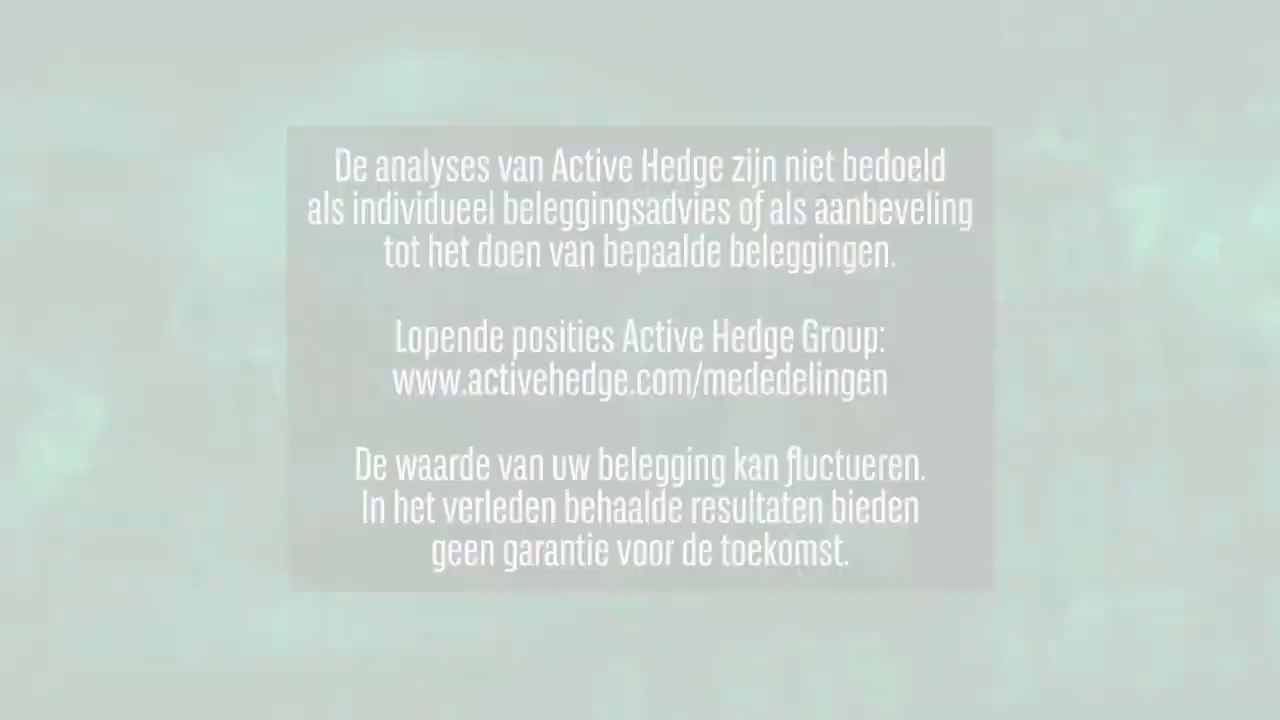 De analyses van Active Hedge zijn niet bedoeld
als individueel beleggingsadvies of als aanbeveling
tot het doen van bepaalde beleggingen.
Lopende posities Active Hedge Group:
www.activehedge.com/mededelingen
De waarde van uw belegging kan fluctueren.
In het verleden behaalde resultaten bieden
geen garantie voor de toekomst.